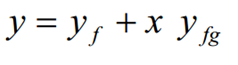 y = y_f + x y_fg